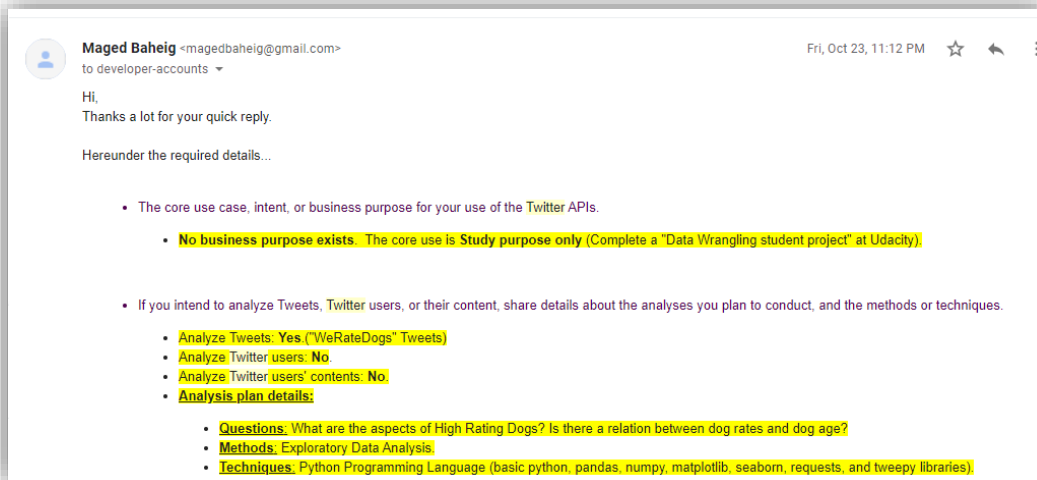 Maged Baheig <magedbaheig@gmail.com> Fri, Oct 23, 11:12 PM
to developer-accounts
Hi,
Thanks a lot for your quick reply.
Hereunder the required details...
• The core use case, intent, or business purpose for your use of the Twitter APIs.
• No business purpose exists.  The core use is Study purpose only (Complete a "Data Wrangling student project" at Udacity).
• If you intend to analyze Tweets, Twitter users, or their content, share details about the analyses you plan to conduct, and the methods or techniques.
• Analyze Tweets: Yes.("WeRateDogs" Tweets)
• Analyze Twitter users: No.
• Analyze Twitter users' contents: No.
• Analysis plan details:
• Questions: What are the aspects of High Rating Dogs? Is there a relation between dog rates and dog age?
• Methods: Exploratory Data Analysis.
• Techniques: Python Programming Language (basic python, pandas, numpy, matplotlib, seaborn, requests, and tweepy libraries).